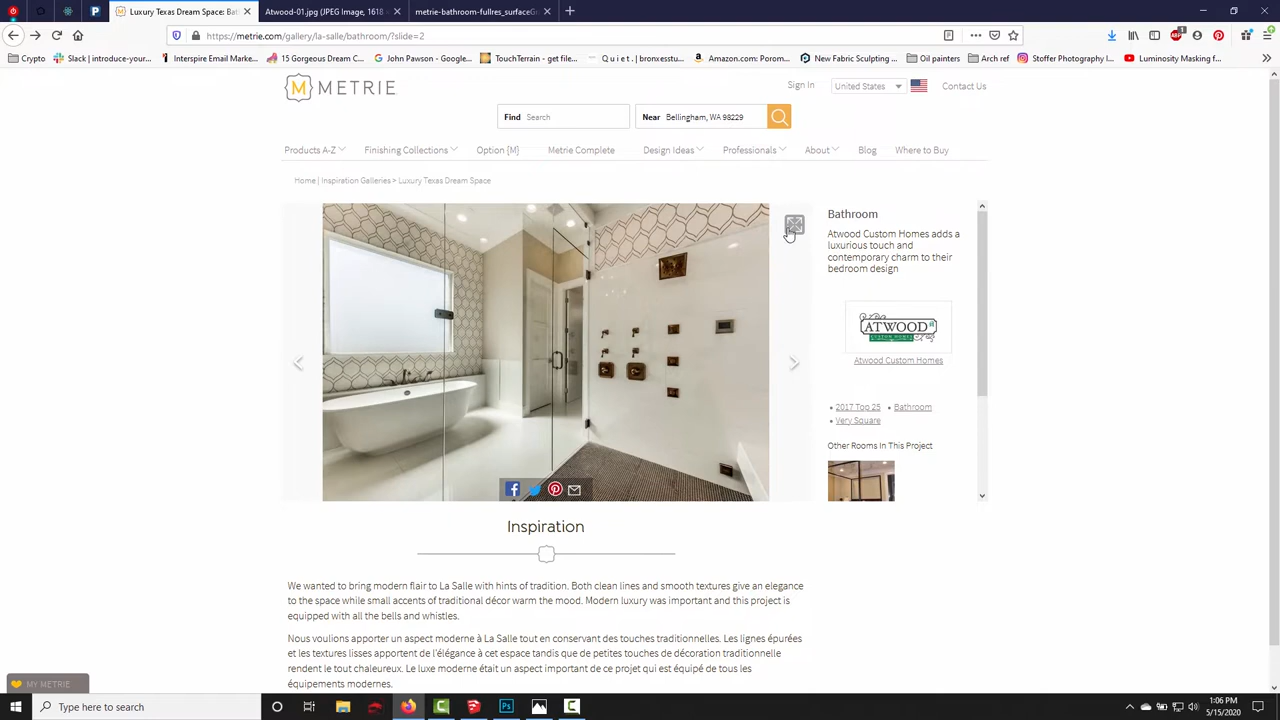 Luxury Texas Dream Space: Bat
Atwood-01.jpg (JPEG Image, 1618
metrie-bathroom-fullres_surfaceGr
https://metrie.com/gallery/la-salle/bathroom/?slide=2
Crypto
Slack | introduce-your...
Interspire Email Marke...
15 Gorgeous Dream C...
John Pawson - Google...
TouchTerrain - get file...
Q u i e t . | bronxesstu...
Amazon.com: Porom...
New Fabric Sculpting ...
Oil painters
Arch ref
Stoffer Photography I...
Luminosity Masking f...
METRIE
Sign In
United States
Contact Us
Find Search
Near Bellingham, WA 98229
Products A-Z
Finishing Collections
Option {M}
Metrie Complete
Design Ideas
Professionals
About
Blog
Where to Buy
Home | Inspiration Galleries > Luxury Texas Dream Space
Bathroom
Atwood Custom Homes adds a
luxurious touch and
contemporary charm to their
bedroom design
ATWOOD
CUSTOM HOMES
Atwood Custom Homes
• 2017 Top 25 • Bathroom
• Very Square
Other Rooms In This Project
Inspiration
We wanted to bring modern flair to La Salle with hints of tradition. Both clean lines and smooth textures give an elegance
to the space while small accents of traditional décor warm the mood. Modern luxury was important and this project is
equipped with all the bells and whistles.
Nous voulions apporter un aspect moderne à La Salle tout en conservant des touches traditionnelles. Les lignes épurées
et les textures lisses apportent de l'élégance à cet espace tandis que de petites touches de décoration traditionnelle
rendent le tout chaleureux. Le luxe moderne était un aspect important de ce projet qui est équipé de tous les
équipements modernes.
MY METRIE
Type here to search
1:06 PM
5/15/2020